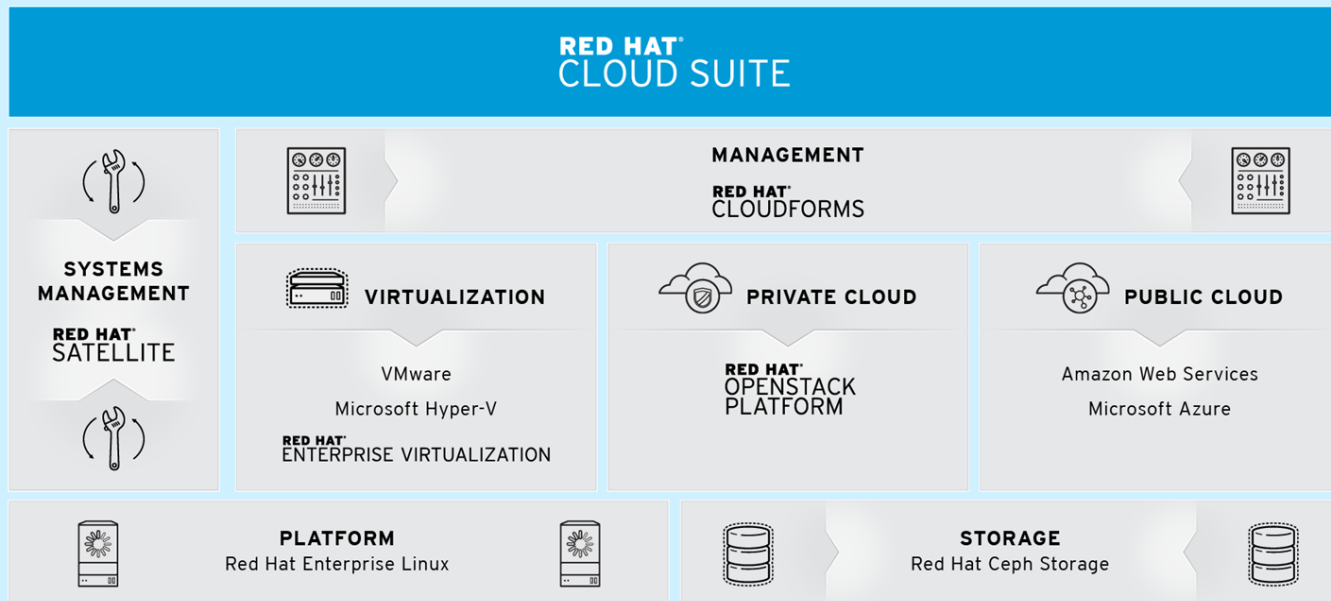 RED HAT®
CLOUD SUITE
MANAGEMENT
RED HAT®
CLOUDFORMS
SYSTEMS
MANAGEMENT
RED HAT®
SATELLITE
VIRTUALIZATION
VMware
Microsoft Hyper-V
RED HAT®
ENTERPRISE VIRTUALIZATION
PRIVATE CLOUD
RED HAT®
OPENSTACK
PLATFORM
PUBLIC CLOUD
Amazon Web Services
Microsoft Azure
PLATFORM
Red Hat Enterprise Linux
STORAGE
Red Hat Ceph Storage